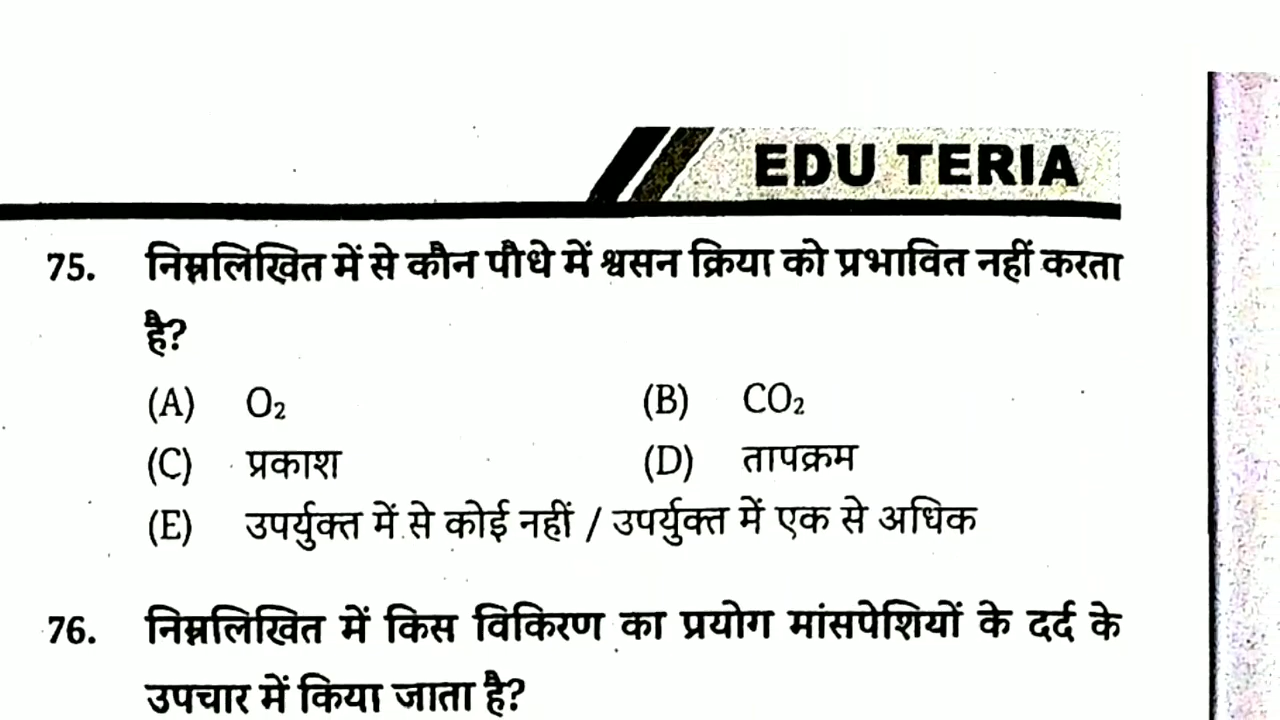 EDU TERIA
75. निम्नलिखित में से कौन पौधे में श्वसन क्रिया को प्रभावित नहीं करता
है?
(A) O₂ (B) CO₂
(C) प्रकाश (D) तापक्रम
(E) उपर्युक्त में से कोई नहीं / उपर्युक्त में एक से अधिक
76. निम्नलिखित में किस विकिरण का प्रयोग मांसपेशियों के दर्द के
उपचार में किया जाता है?